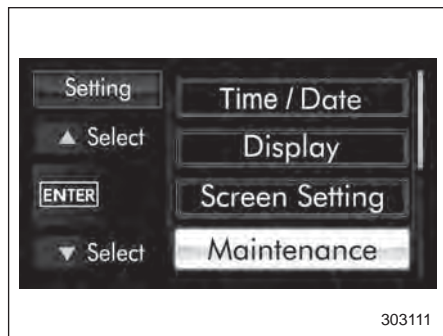 Setting
▲ Select
ENTER
▼ Select
Time / Date
Display
Screen Setting
Maintenance
303111